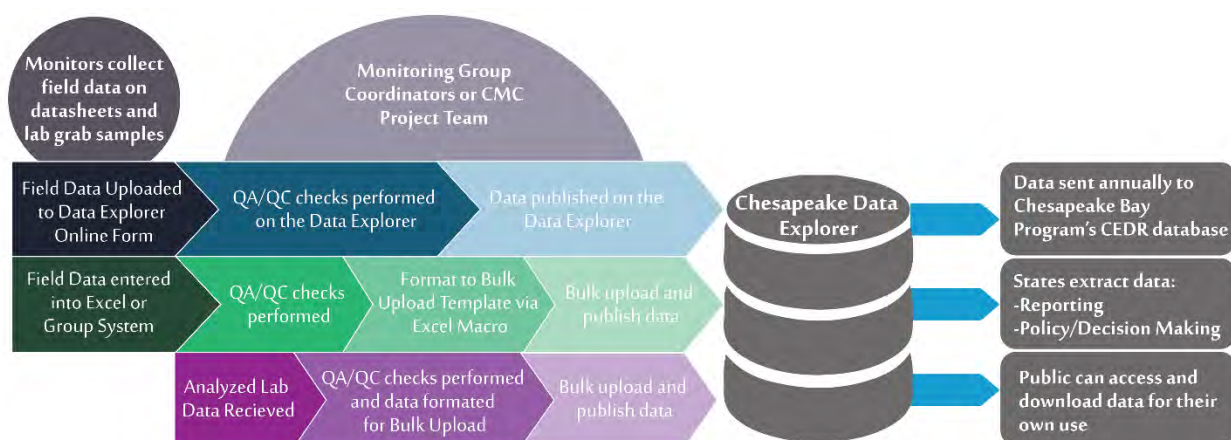 Monitors collect
field data on
datasheets and
lab grab samples
Monitoring Group
Coordinators or CMC
Project Team
Field Data Uploaded
to Data Explorer
Online Form
QA/QC checks performed
on the Data Explorer
Data published on the
Data Explorer
Field Data entered
into Excel or
Group System
QA/QC checks
performed
Format to Bulk
Upload Template via
Excel Macro
Bulk upload and
publish data
Analyzed Lab
Data Recieved
QA/QC checks performed
and data formated
for Bulk Upload
Bulk upload and
publish data
Chesapeake Data
Explorer
Data sent annually to
Chesapeake Bay
Program's CEDR database
States extract data:
-Reporting
-Policy/Decision Making
Public can access and
download data for their
own use